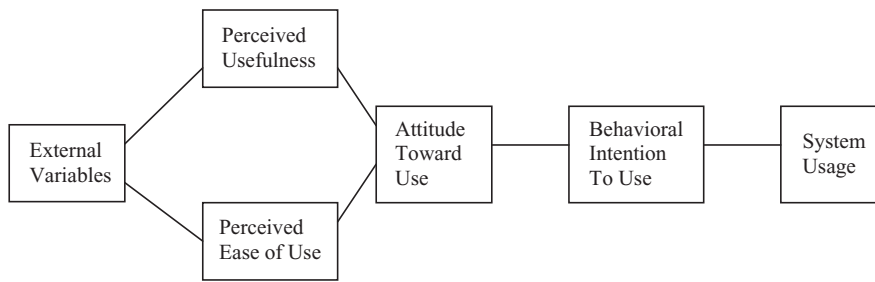 Perceived
Usefulness
External
Variables
Perceived
Ease of Use
Attitude
Toward
Use
Behavioral
Intention
To Use
System
Usage